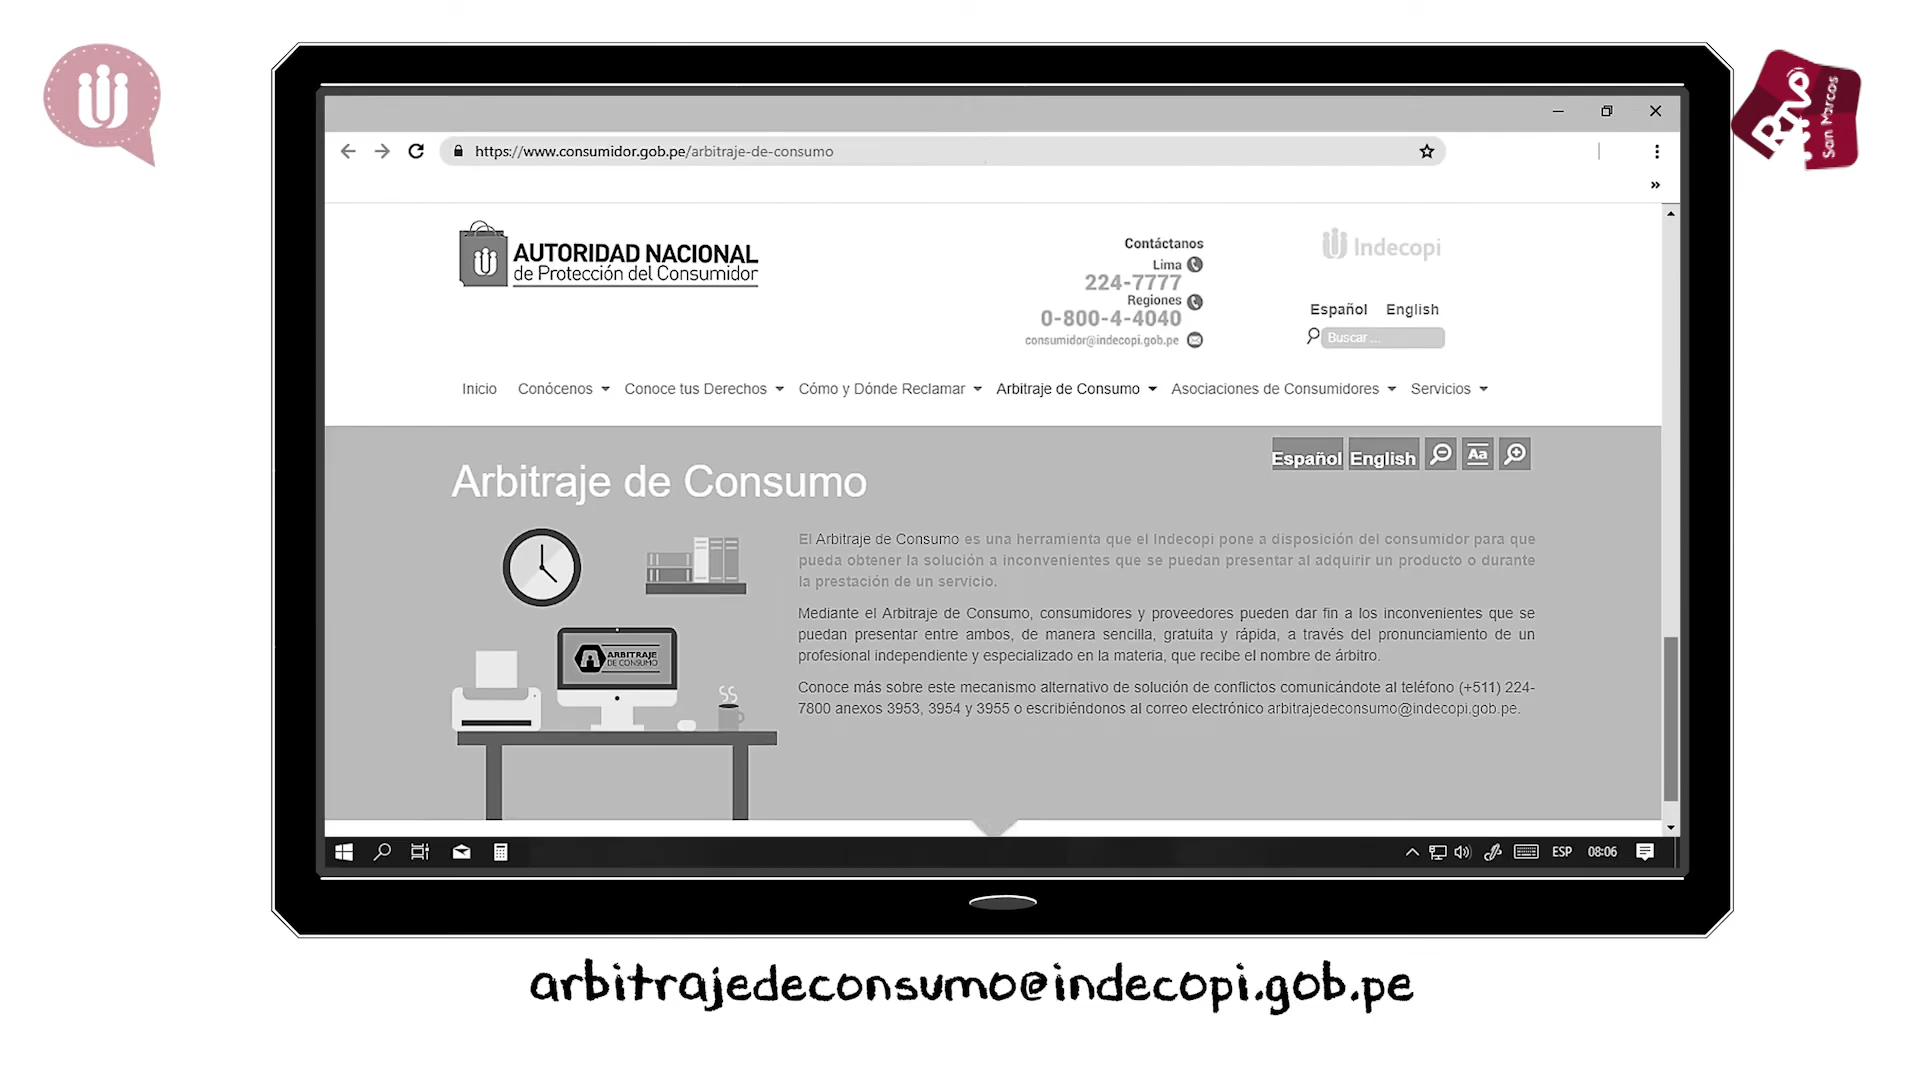 RTVP
San Marcos
https://www.consumidor.gob.pe/arbitraje-de-consumo
AUTORIDAD NACIONAL
de Protección del Consumidor
Contáctanos
Lima
224-7777
Regiones
0-800-4-4040
consumidor@indecopi.gob.pe
Indecopi
Español English
Buscar ...
Inicio Conócenos Conoce tus Derechos Cómo y Dónde Reclamar Arbitraje de Consumo Asociaciones de Consumidores Servicios
Español English Aa
Arbitraje de Consumo
El Arbitraje de Consumo es una herramienta que el Indecopi pone a disposición del consumidor para que
pueda obtener la solución a inconvenientes que se puedan presentar al adquirir un producto o durante
la prestación de un servicio.
Mediante el Arbitraje de Consumo, consumidores y proveedores pueden dar fin a los inconvenientes que se
puedan presentar entre ambos, de manera sencilla, gratuita y rápida, a través del pronunciamiento de un
profesional independiente y especializado en la materia, que recibe el nombre de árbitro.
Conoce más sobre este mecanismo alternativo de solución de conflictos comunicándote al teléfono (+511) 224-
7800 anexos 3953, 3954 y 3955 o escribiéndonos al correo electrónico arbitrajedeconsumo@indecopi.gob.pe.
ARBITRAJE
DE CONSUMO
ESP 08:06
arbitrajedeconsumo@indecopi.gob.pe